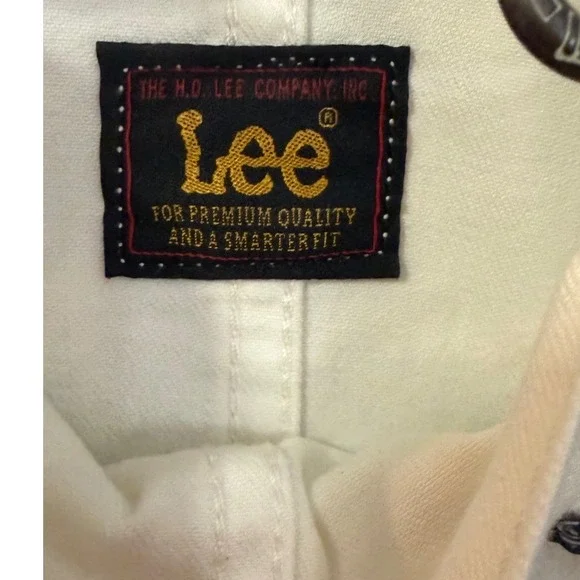 THE H.D. LEE COMPANY, INC.
Lee®
FOR PREMIUM QUALITY
AND A SMARTER FIT